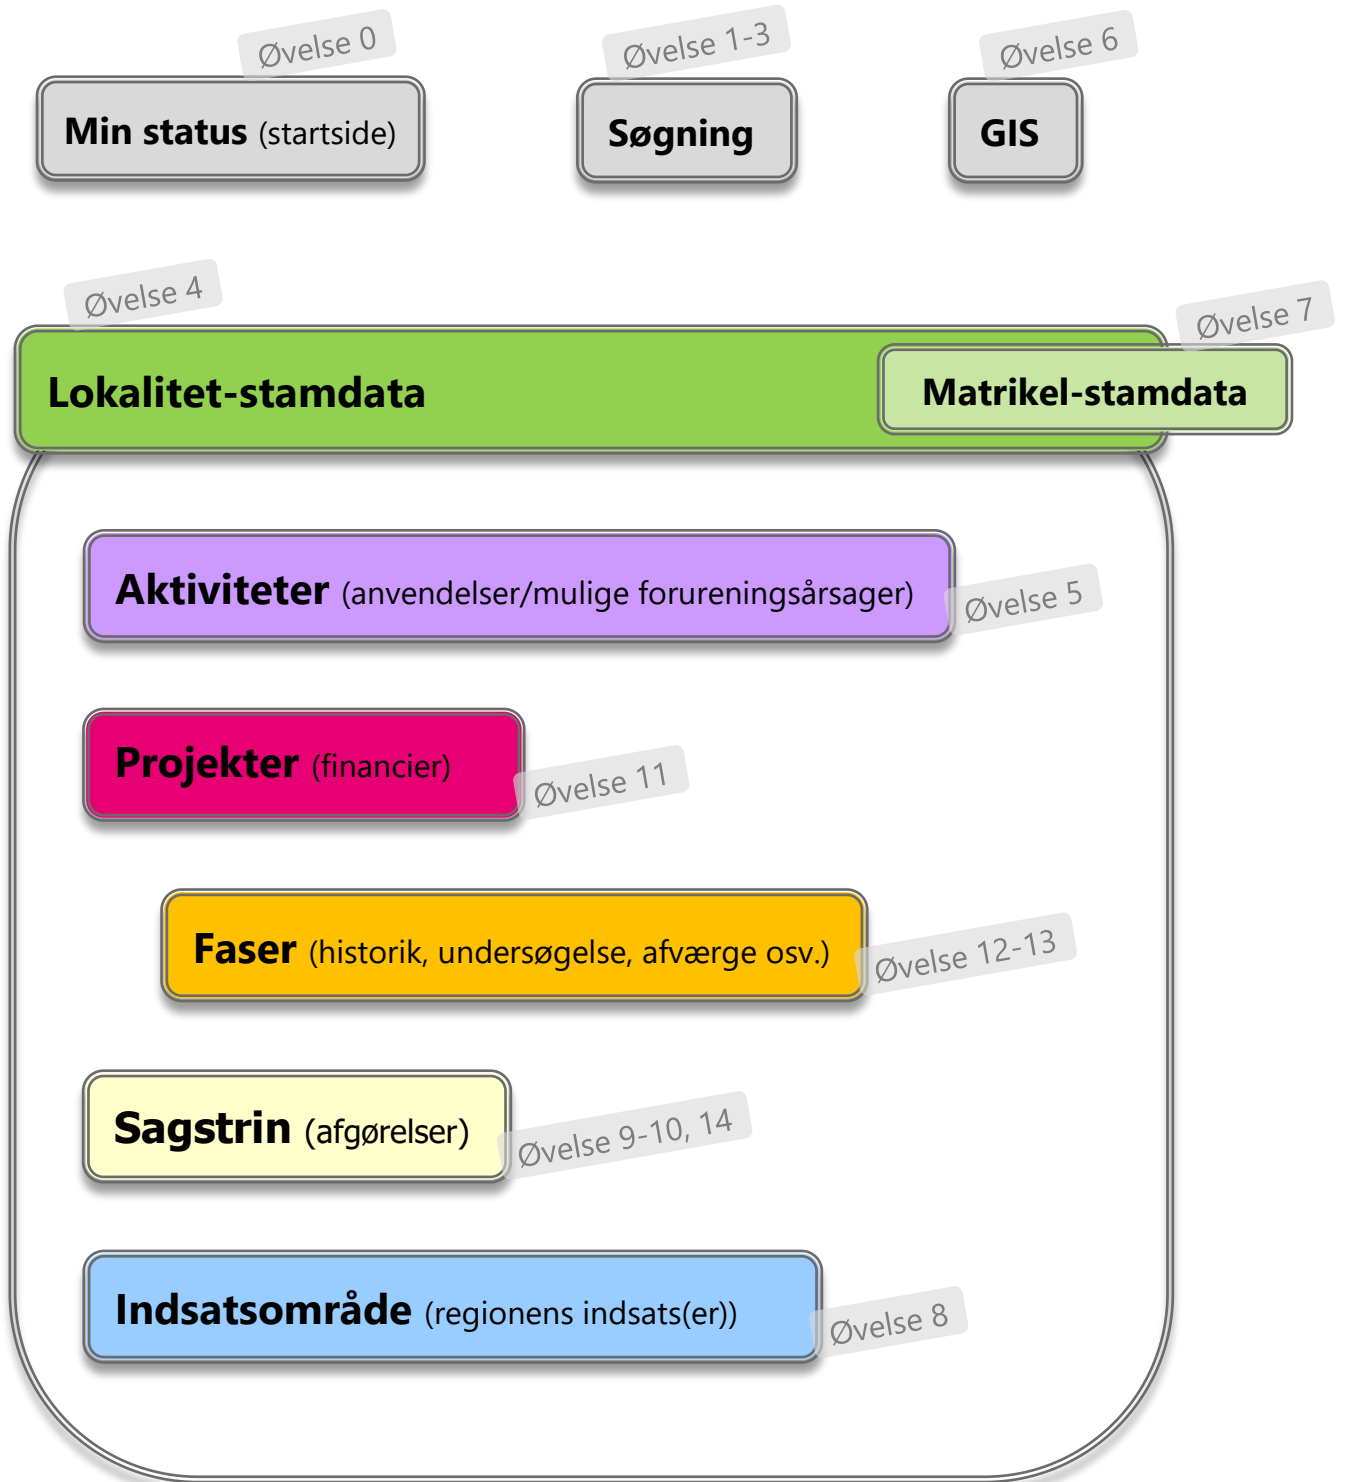 Øvelse 0
Øvelse 1-3
Øvelse 6
Min status (startside)
Søgning
GIS
Øvelse 4
Øvelse 7
Lokalitet-stamdata
Matrikel-stamdata
Aktiviteter (anvendelser/mulige forureningsårsager)
Øvelse 5
Projekter (financier)
Øvelse 11
Faser (historik, undersøgelse, afværge osv.)
Øvelse 12-13
Sagstrin (afgørelser)
Øvelse 9-10, 14
Indsatsområde (regionens indsats(er))
Øvelse 8